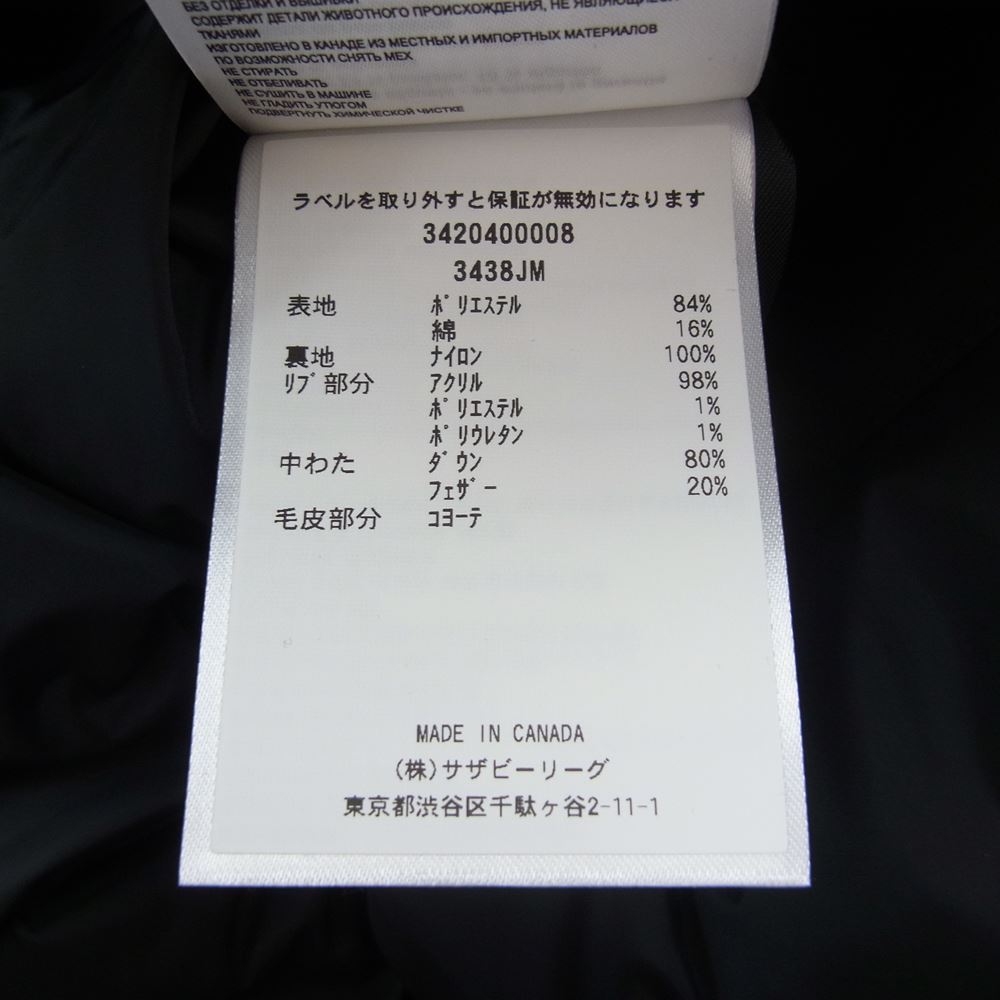 БЕЗ ОТДЕЛКИ И ВЫШИВКИ
СОДЕРЖИТ ДЕТАЛИ ЖИВОТНОГО ПРОИСХОЖДЕНИЯ, НЕ ЯВЛЯЮЩИЕСЯ
ТКАНЯМИ
ИЗГОТОВЛЕНО В КАНАДЕ ИЗ МЕСТНЫХ И ИМПОРТНЫХ МАТЕРИАЛОВ
ПО ВОЗМОЖНОСТИ СНЯТЬ МЕХ
НЕ СТИРАТЬ
НЕ ОТБЕЛИВАТЬ
НЕ СУШИТЬ В МАШИНЕ
НЕ ГЛАДИТЬ УТЮГОМ
ПОДВЕРГНУТЬ ХИМИЧЕСКОЙ ЧИСТКЕ
ラベルを取り外すと保証が無効になります
3420400008
3438JM
表地 ﾎﾟﾘｴｽﾃﾙ 84%
綿 16%
裏地 ﾅｲﾛﾝ 100%
ﾘﾌﾞ部分 ｱｸﾘﾙ 98%
ﾎﾟﾘｴｽﾃﾙ 1%
ﾎﾟﾘｳﾚﾀﾝ 1%
中わた ﾀﾞｳﾝ 80%
ﾌｪｻﾞｰ 20%
毛皮部分 ｺﾖｰﾃ
MADE IN CANADA
(株)サザビーリーグ
東京都渋谷区千駄ヶ谷2-11-1